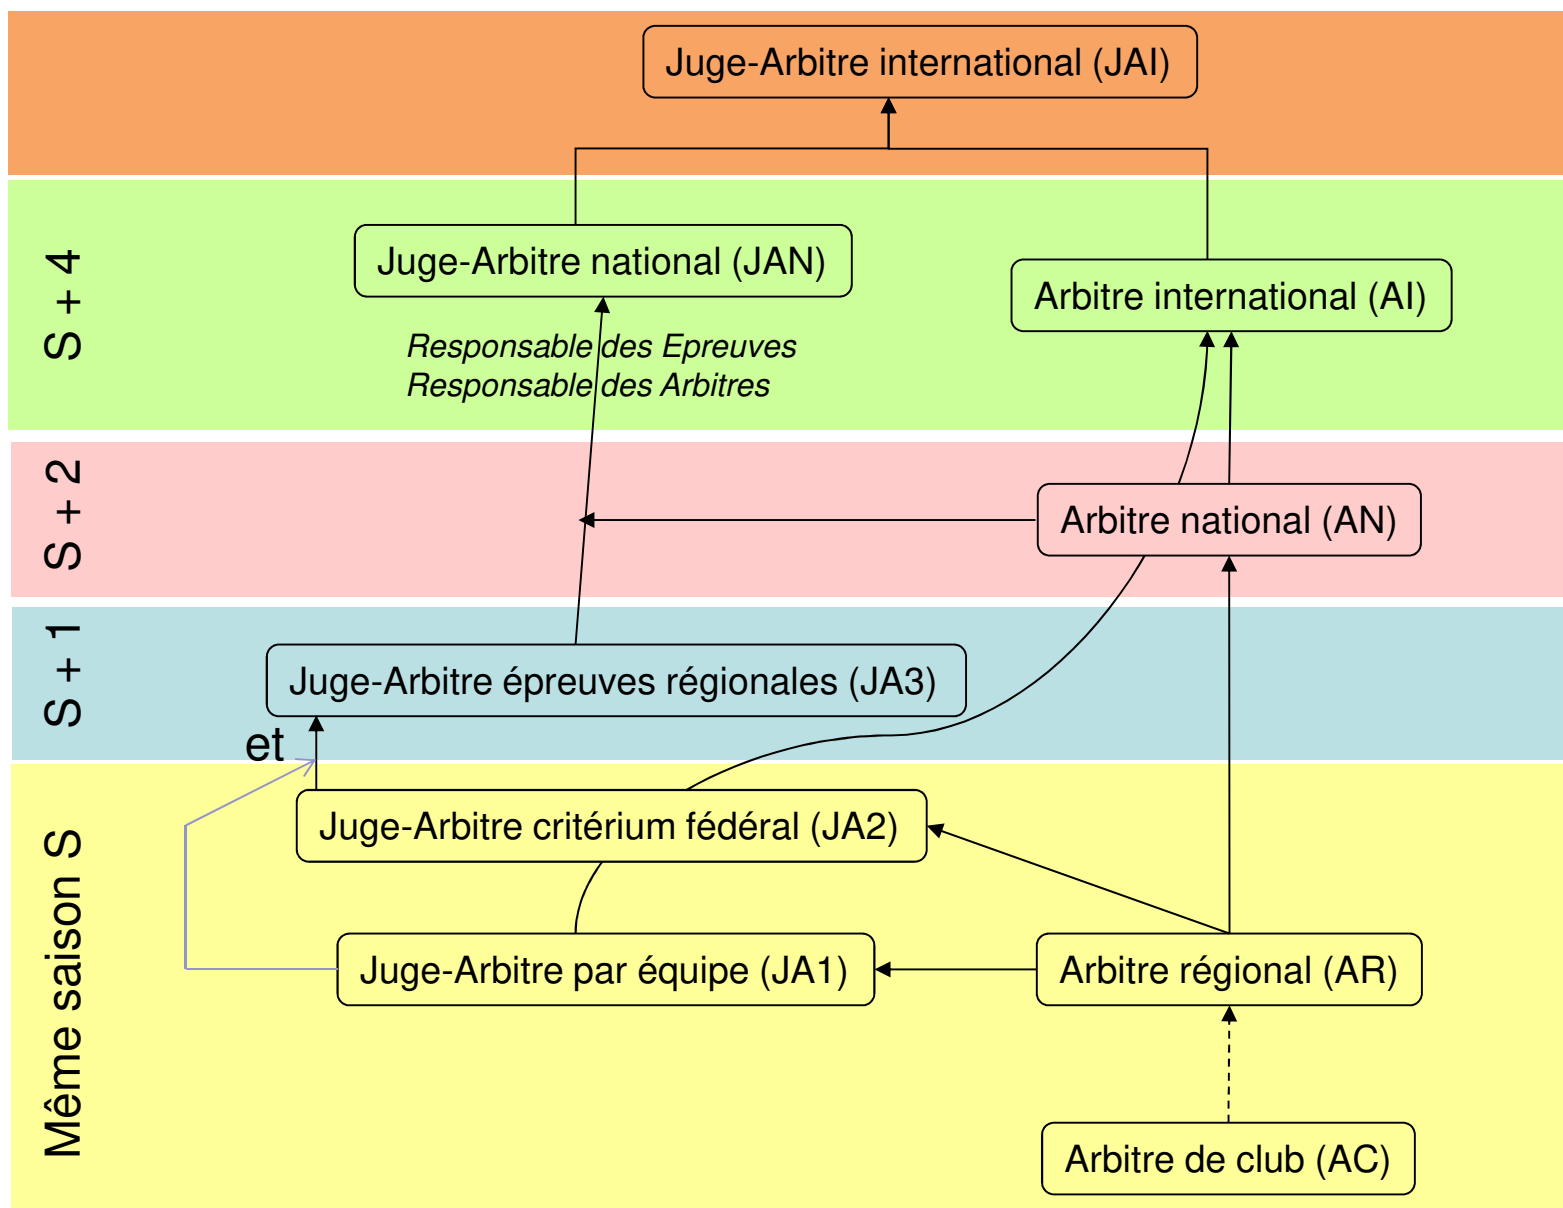 Juge-Arbitre international (JAI)
S + 4
Juge-Arbitre national (JAN)
Arbitre international (AI)
Responsable des Epreuves
Responsable des Arbitres
S + 2
Arbitre national (AN)
S + 1
Juge-Arbitre épreuves régionales (JA3)
et
Même saison S
Juge-Arbitre critérium fédéral (JA2)
Juge-Arbitre par équipe (JA1)
Arbitre régional (AR)
Arbitre de club (AC)